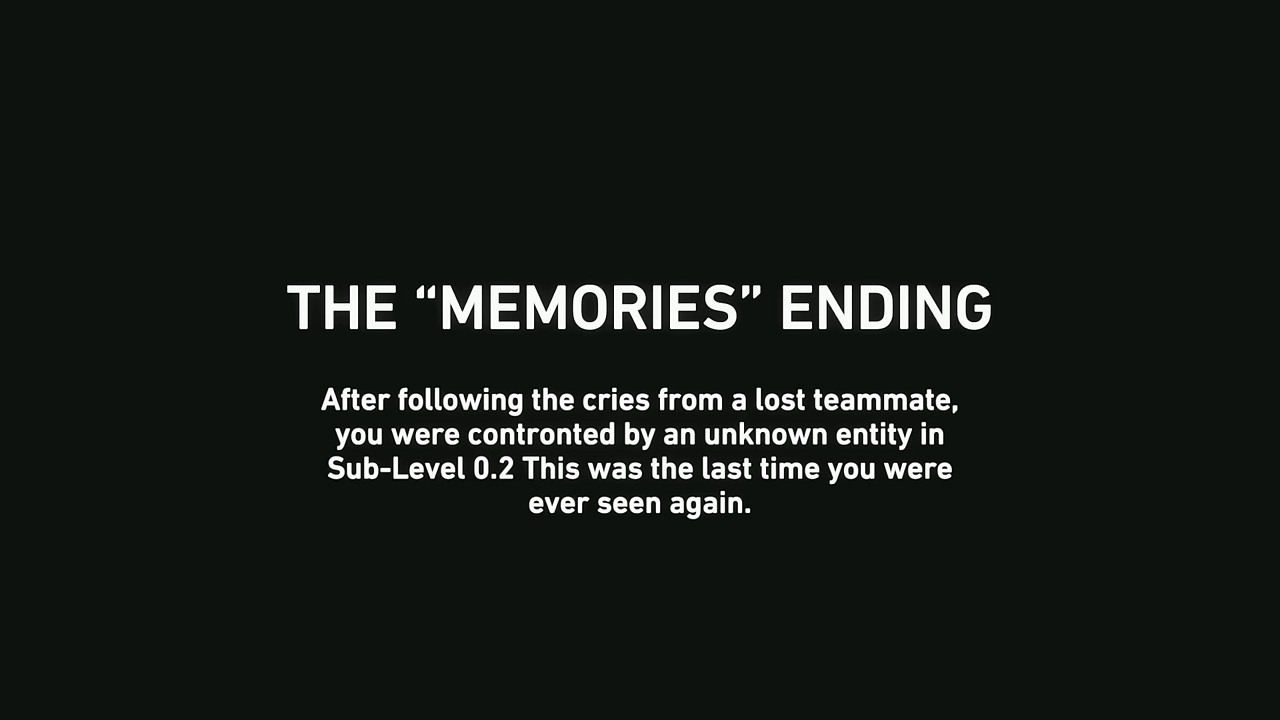 THE “MEMORIES” ENDING
After following the cries from a lost teammate,
you were contronted by an unknown entity in
Sub-Level 0.2 This was the last time you were
ever seen again.